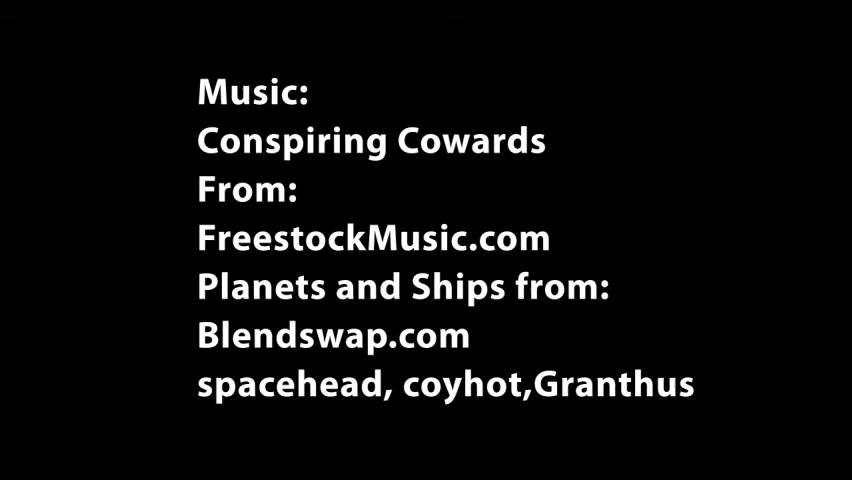 Music:
Conspiring Cowards
From:
FreestockMusic.com
Planets and Ships from:
Blendswap.com
spacehead, coyhot,Granthus